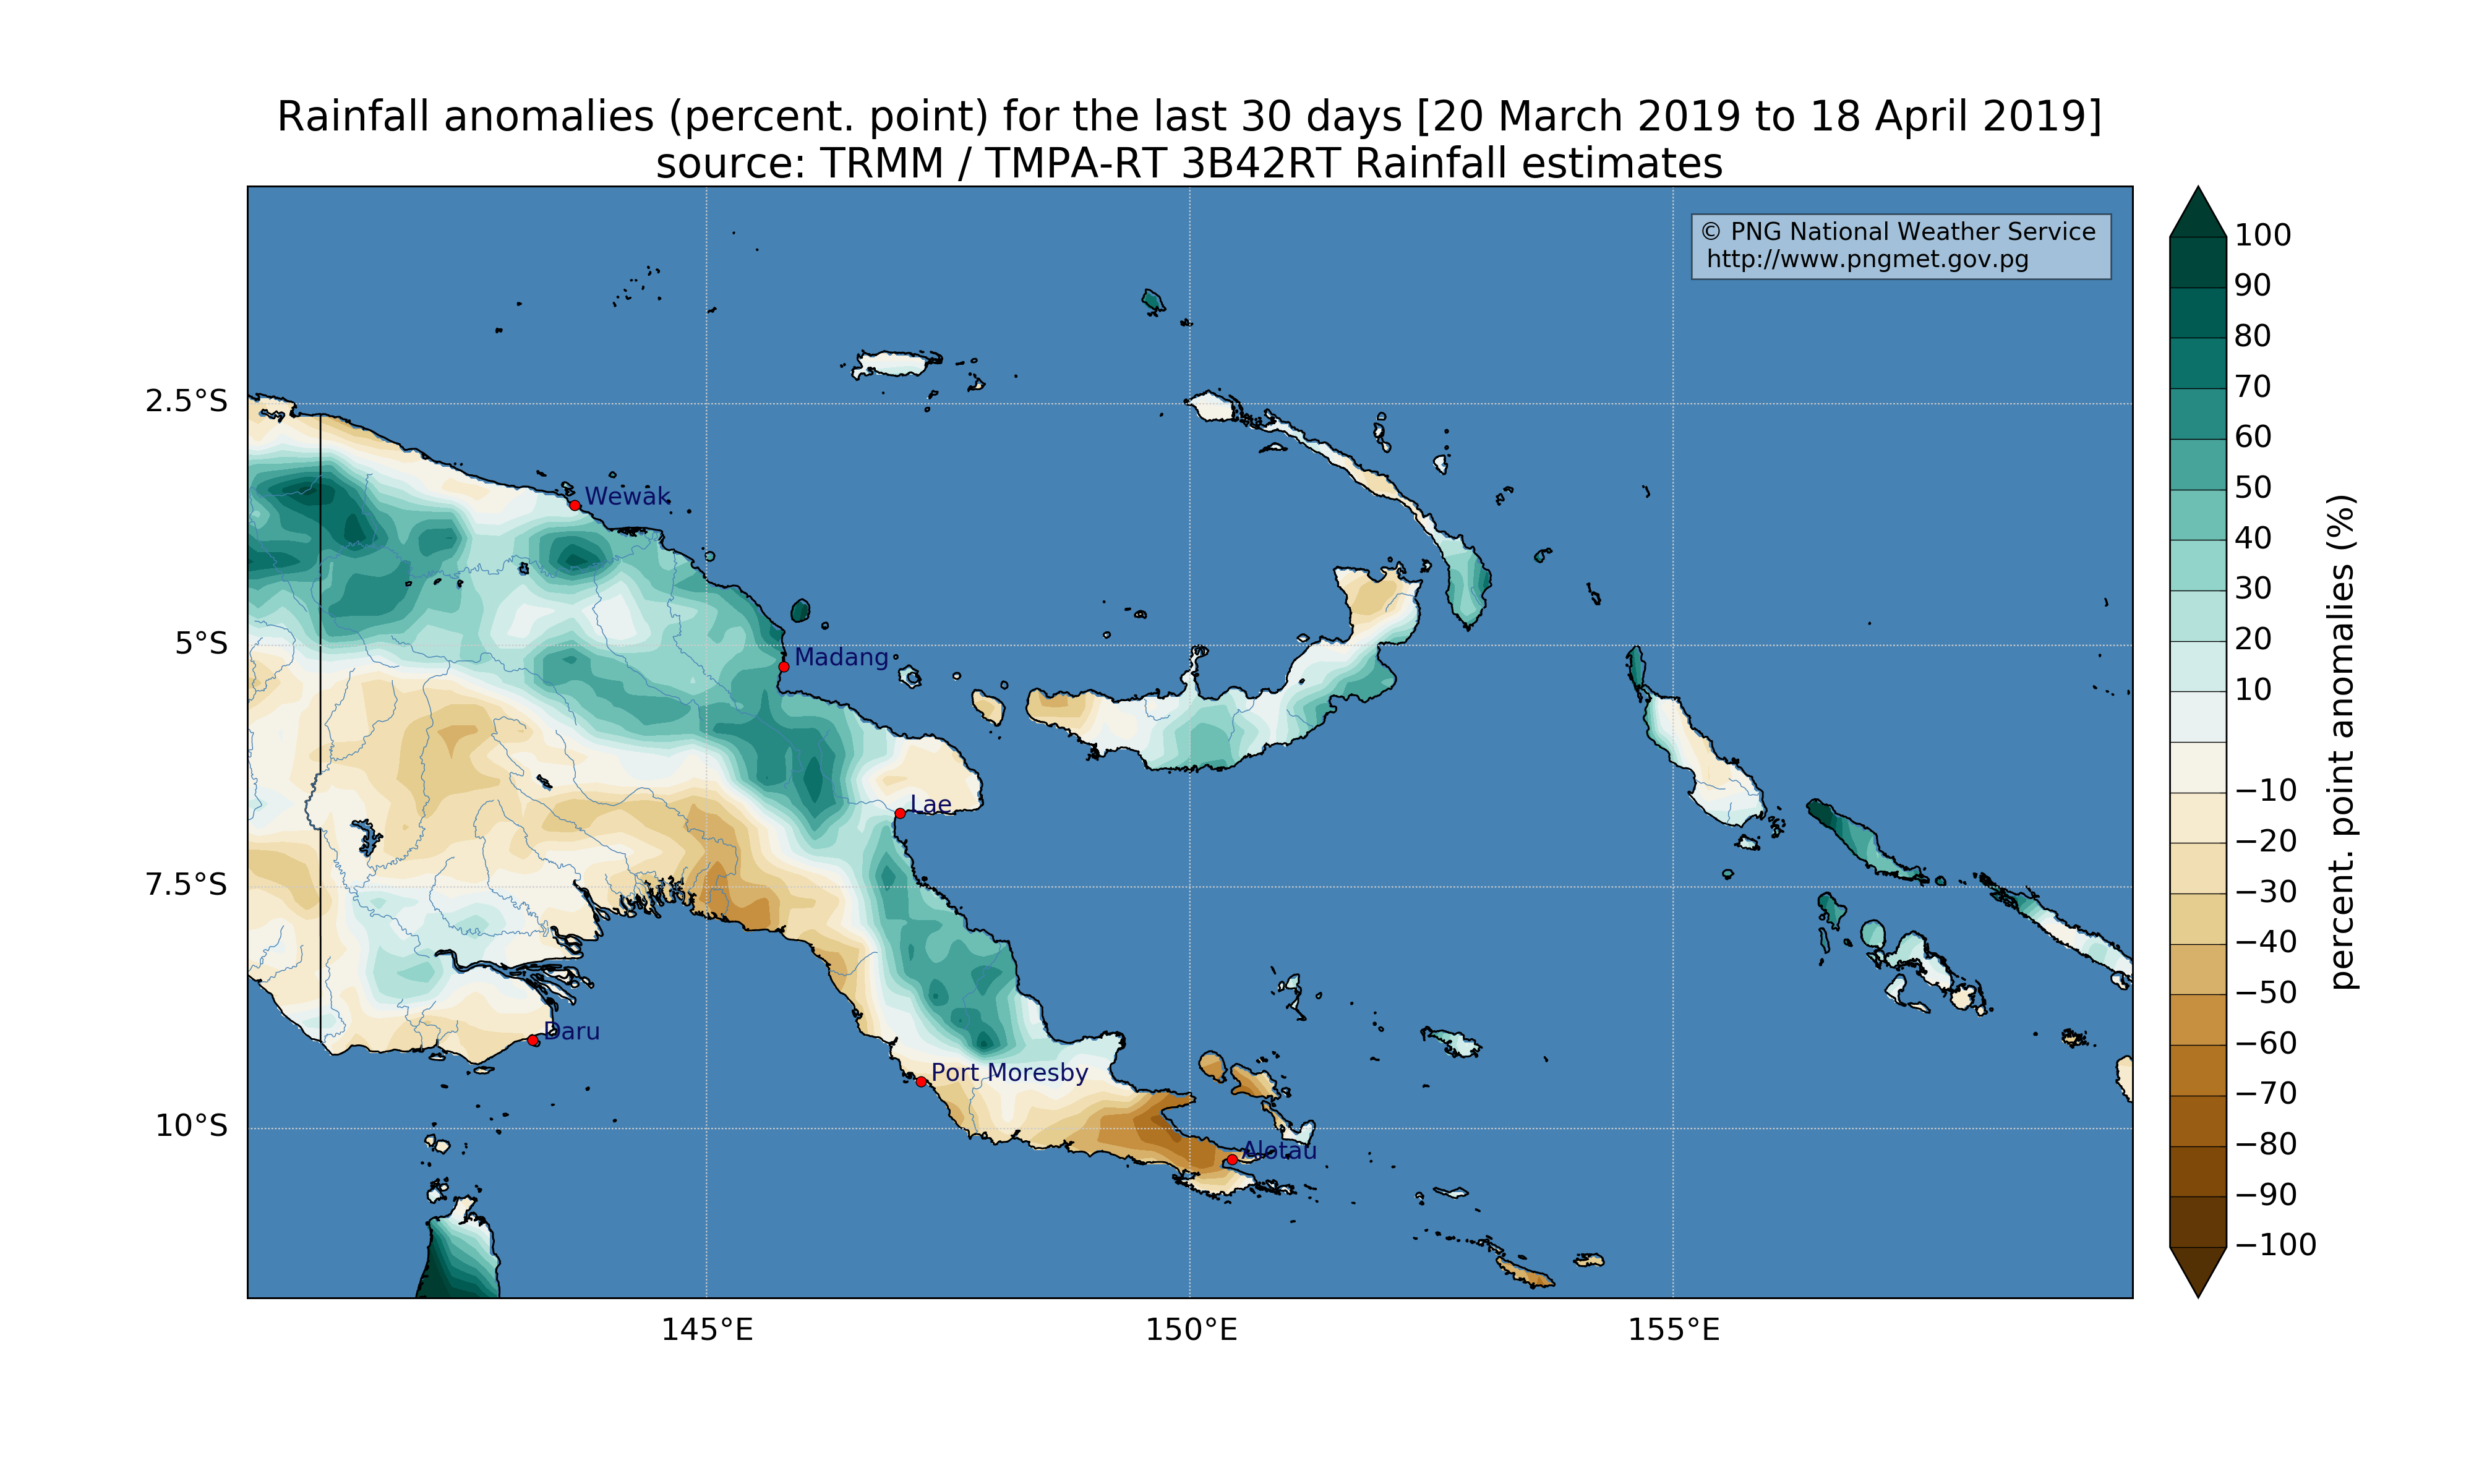 Rainfall anomalies (percent. point) for the last 30 days [20 March 2019 to 18 April 2019]
source: TRMM / TMPA-RT 3B42RT Rainfall estimates
© PNG National Weather Service
http://www.pngmet.gov.pg
2.5°S
5°S
7.5°S
10°S
145°E
150°E
155°E
Wewak
Madang
Lae
Daru
Port Moresby
Alotau
100
90
80
70
60
50
40
30
20
10
−10
−20
−30
−40
−50
−60
−70
−80
−90
−100
percent. point anomalies (%)